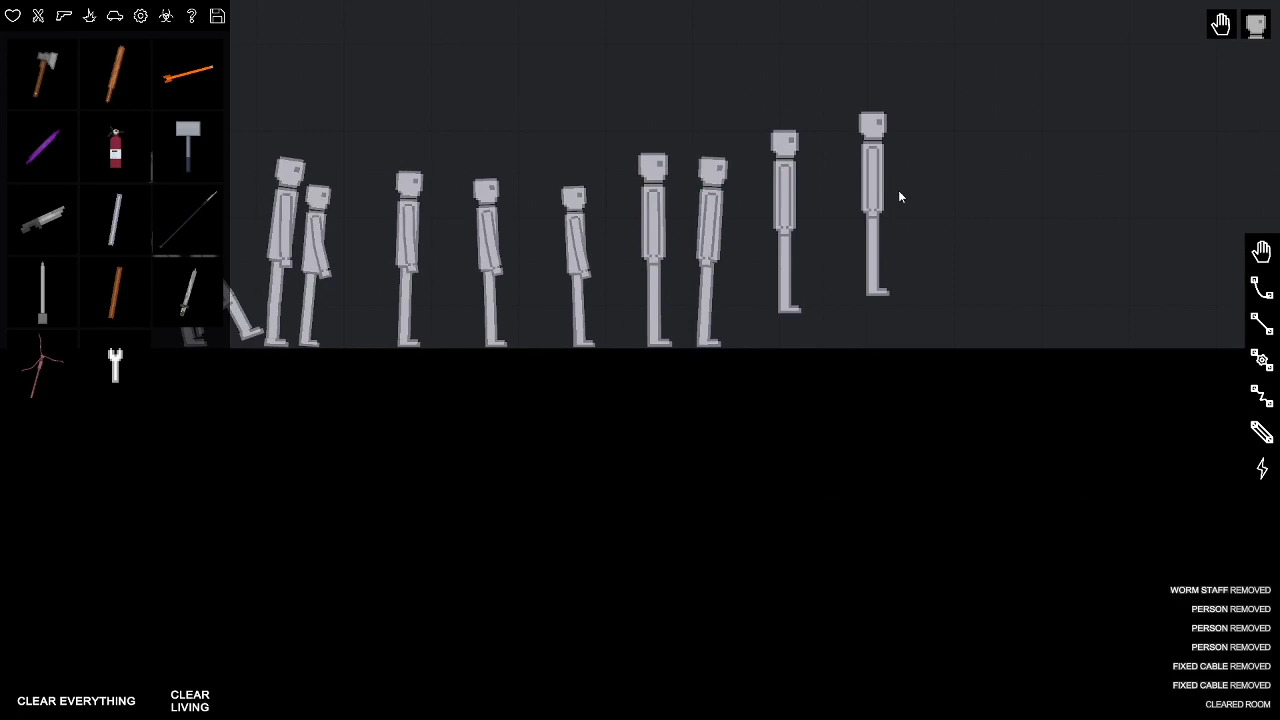 WORM STAFF REMOVED
PERSON REMOVED
PERSON REMOVED
PERSON REMOVED
FIXED CABLE REMOVED
FIXED CABLE REMOVED
CLEARED ROOM
CLEAR EVERYTHING
CLEAR
LIVING